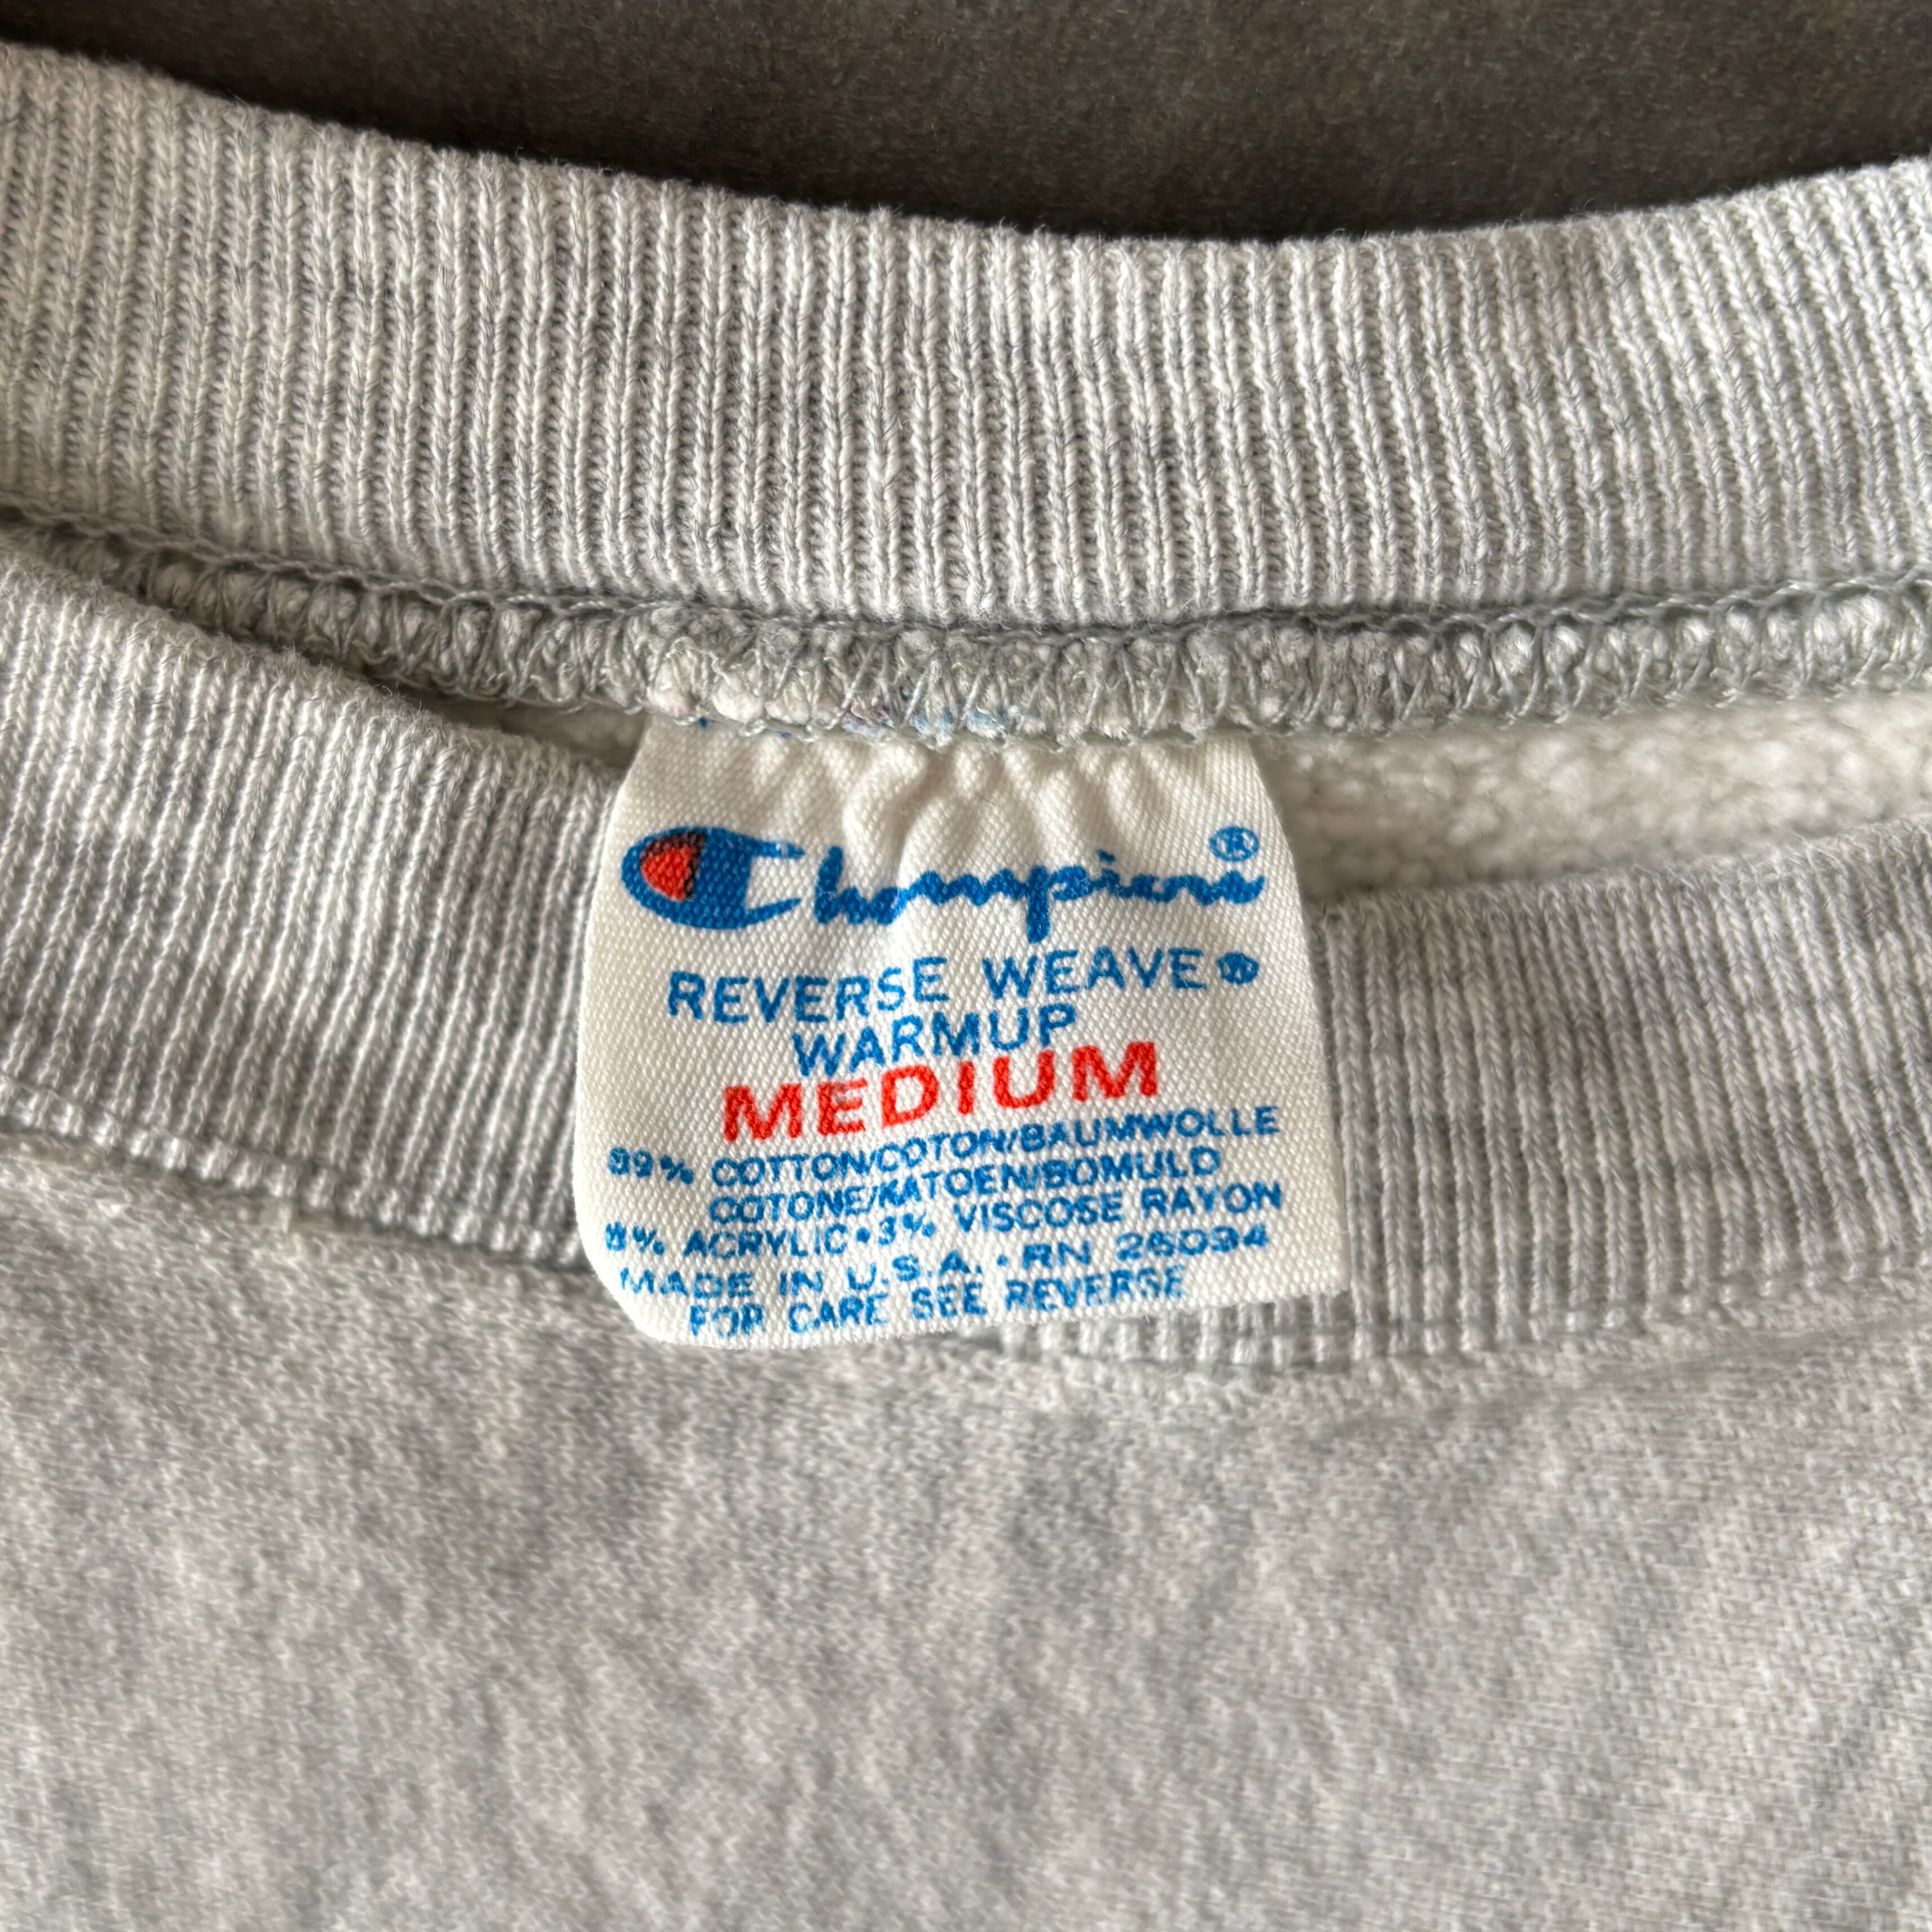 Champion®
REVERSE WEAVE®
WARMUP
MEDIUM
89% COTTON/COTON/BAUMWOLLE
COTONE/KATOEN/BOMULD
8% ACRYLIC•3% VISCOSE RAYON
MADE IN U.S.A. • RN 26094
FOR CARE SEE REVERSE